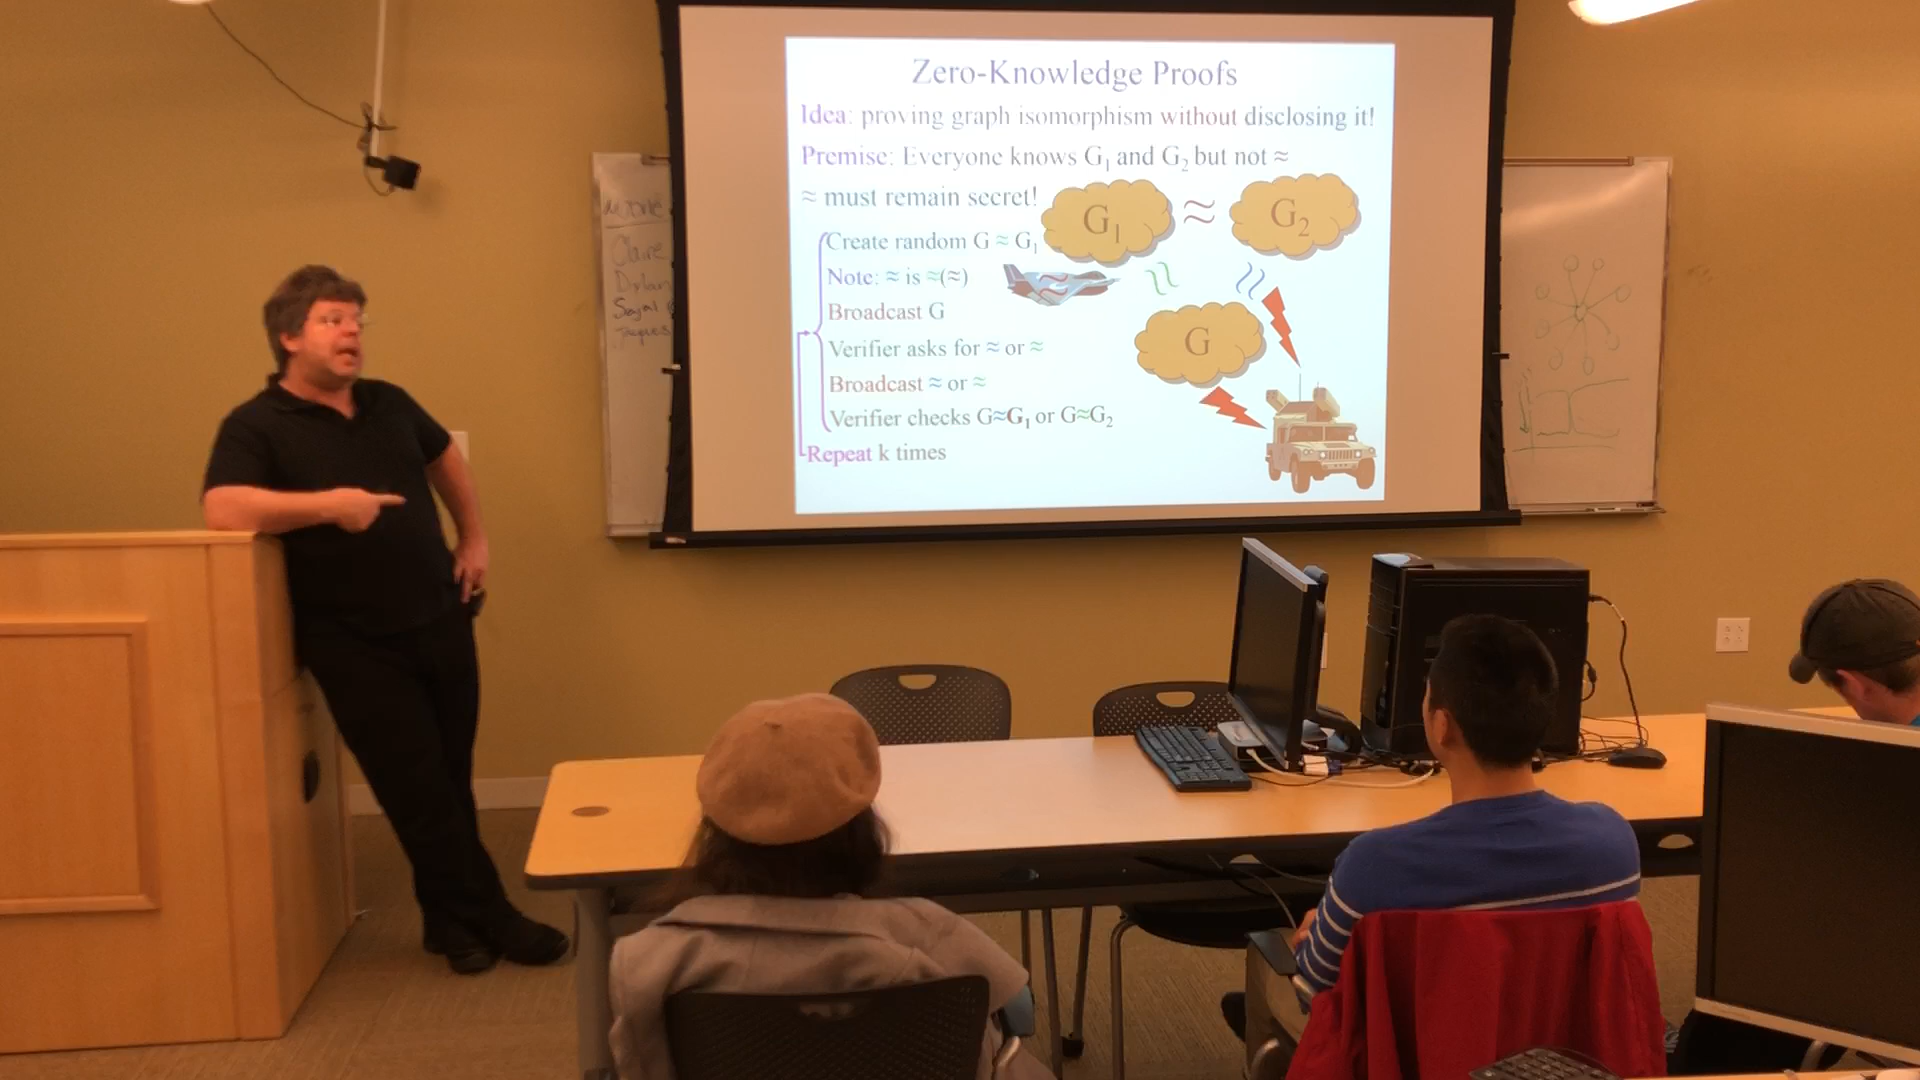 Zero-Knowledge Proofs
Idea: proving graph isomorphism without disclosing it!
Premise: Everyone knows G₁ and G₂ but not ≈
≈ must remain secret!
G₁ ≈ G₂
Create random G ≈ G₁
Note: ≈ is ≈(≈)
≈ ≈
Broadcast G
G
Verifier asks for ≈ or ≈
Broadcast ≈ or ≈
Verifier checks G≈G₁ or G≈G₂
Repeat k times
Claire
Dylan